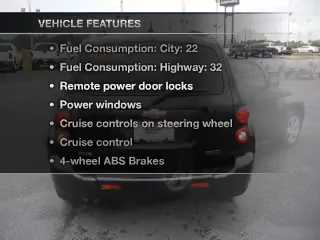 VEHICLE FEATURES
• Fuel Consumption: City: 22
• Fuel Consumption: Highway: 32
• Remote power door locks
• Power windows
• Cruise controls on steering wheel
• Cruise control
• 4-wheel ABS Brakes